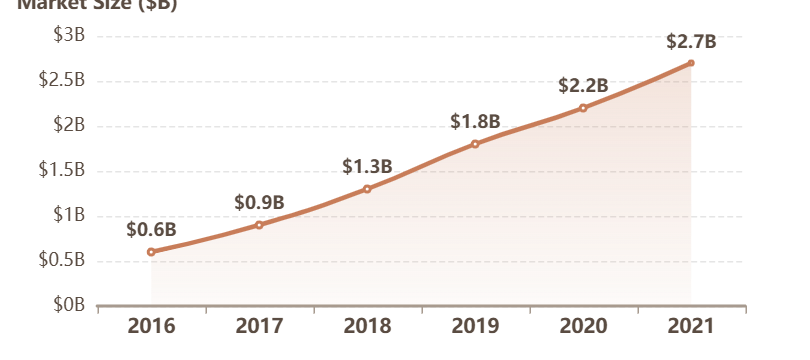 Market Size ($B)
$3B
$2.7B
$2.5B
$2.2B
$2B
$1.8B
$1.5B
$1.3B
$1B
$0.9B
$0.6B
$0.5B
$0B
2016 2017 2018 2019 2020 2021